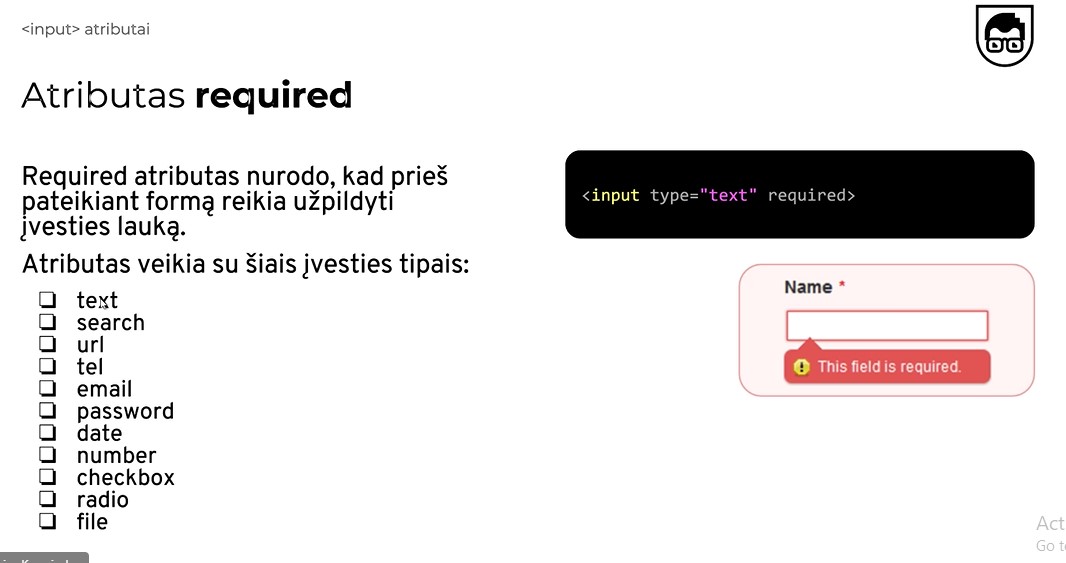 <input> atributai
Atributas required
Required atributas nurodo, kad prieš
pateikiant formą reikia užpildyti
įvesties lauką.
Atributas veikia su šiais įvesties tipais:
text
search
url
tel
email
password
date
number
checkbox
radio
file
<input type="text" required>
Name *
This field is required.
Act
Go to